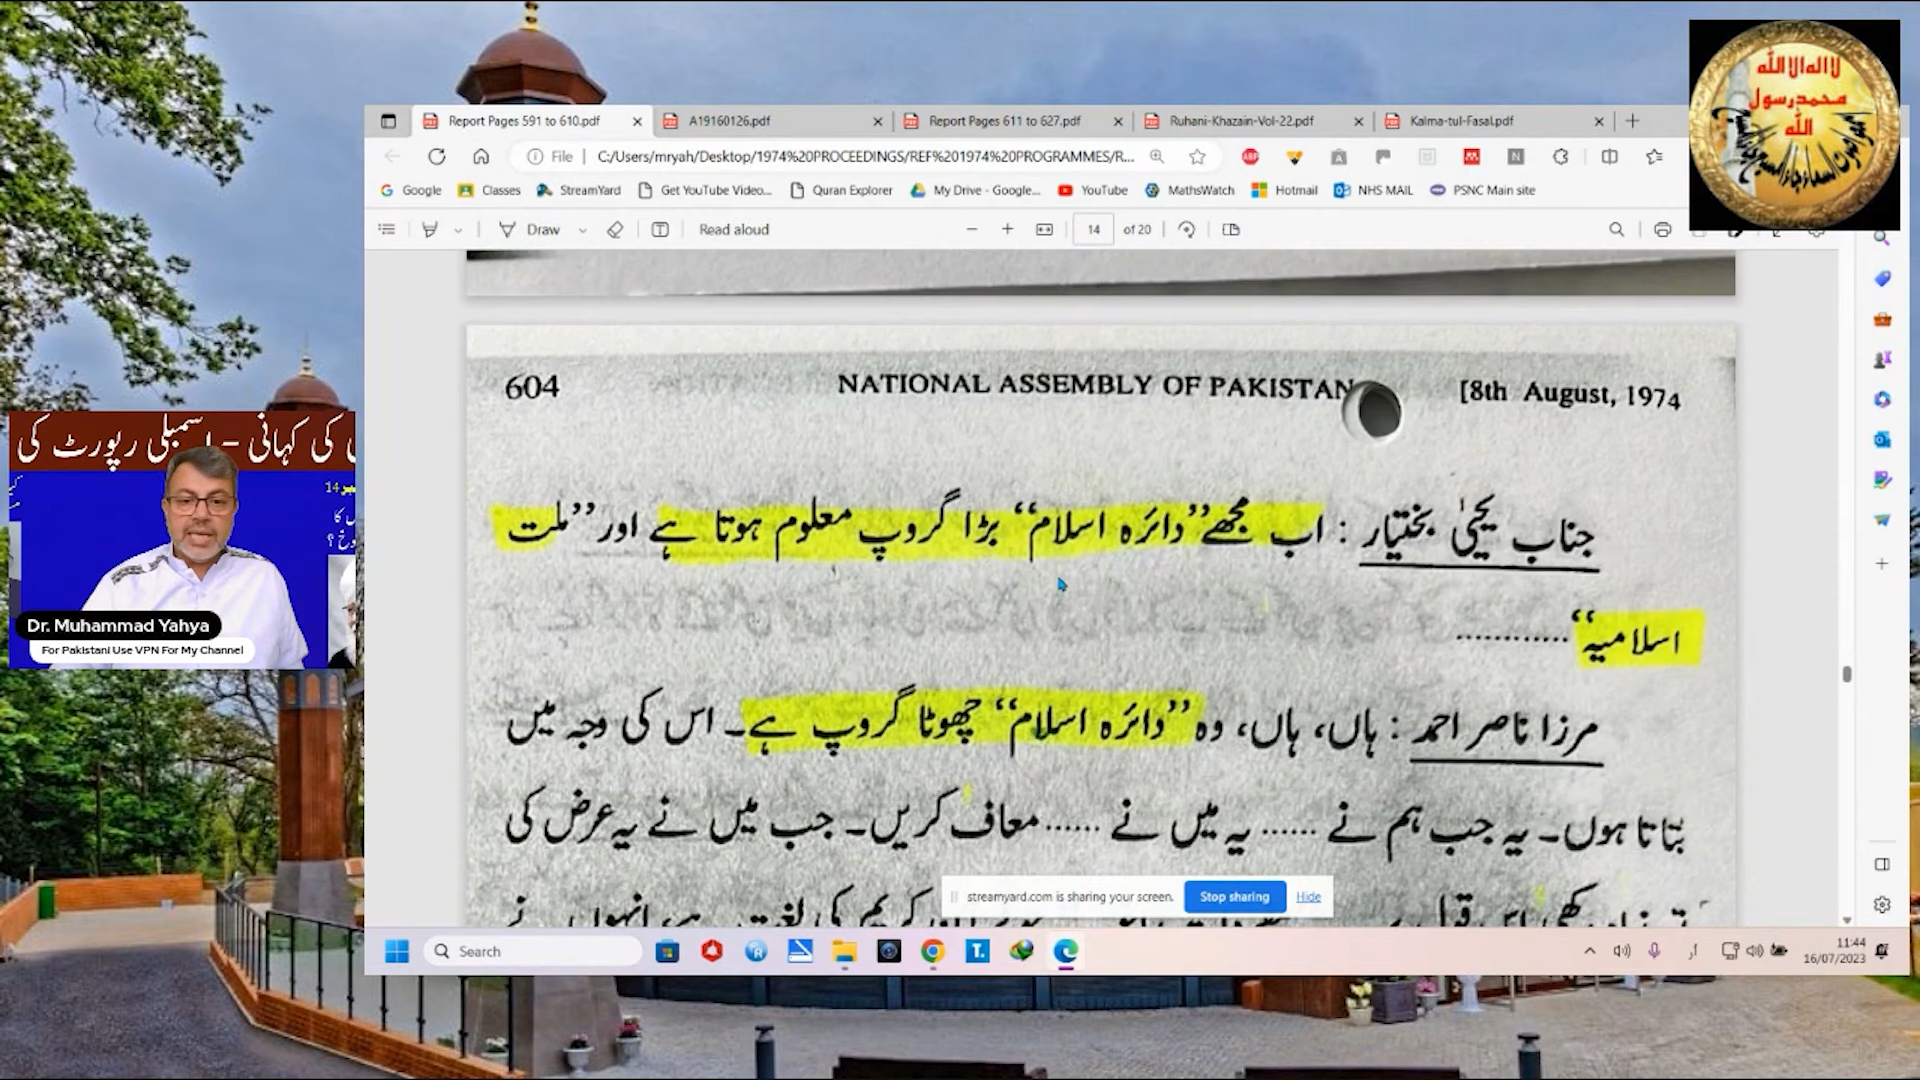 Report Pages 591 to 610.pdf
A19160126.pdf
Report Pages 611 to 627.pdf
Ruhani-Khazain-Vol-22.pdf
Kalma-tul-Fasal.pdf
File
C:/Users/mryah/Desktop/1974%20PROCEEDINGS/REF%201974%20PROGRAMMES/R...
Google
Classes
StreamYard
Get YouTube Video...
Quran Explorer
My Drive - Google...
YouTube
MathsWatch
Hotmail
NHS MAIL
PSNC Main site
Draw
Read aloud
14
of 20
لا اله الا الله
محمد رسول
الله
604
NATIONAL ASSEMBLY OF PAKISTAN
[8th August, 1974
جناب یحییٰ بختیار : اب مجھے ’’دائرہ اسلام‘‘ بڑا گروپ معلوم ہوتا ہے اور ’’ملت
اسلامیہ‘‘ ............
مرزا ناصر احمد : ہاں، ہاں، وہ ’’دائرہ اسلام‘‘ چھوٹا گروپ ہے۔ اس کی وجہ میں
بتاتا ہوں۔ یہ جب ہم نے ...... یہ میں نے ...... معاف کریں۔ جب میں نے یہ عرض کی
کی کہانی - اسمبلی رپورٹ کی
14
Dr. Muhammad Yahya
For Pakistani Use VPN For My Channel
streamyard.com is sharing your screen.
Stop sharing
Hide
Search
11:44
16/07/2023